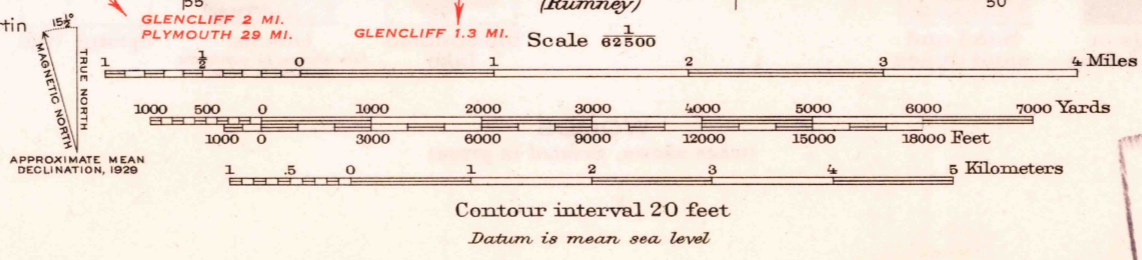 rtin
55
(Rumney)
50
GLENCLIFF 2 MI.
PLYMOUTH 29 MI.
GLENCLIFF 1.3 MI.
Scale 1/62500
15½°
TRUE NORTH
MAGNETIC NORTH
APPROXIMATE MEAN
DECLINATION, 1929
1 ½ 0 1 2 3 4 Miles
1000 500 0 1000 2000 3000 4000 5000 6000 7000 Yards
1000 0 3000 6000 9000 12000 15000 18000 Feet
1 .5 0 1 2 3 4 5 Kilometers
Contour interval 20 feet
Datum is mean sea level